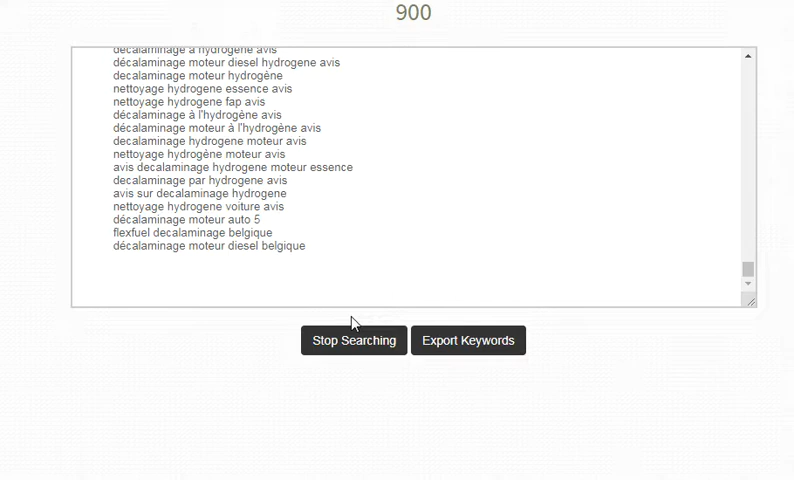 900
décalaminage à hydrogène avis
décalaminage moteur diesel hydrogene avis
decalaminage moteur hydrogène
nettoyage hydrogene essence avis
nettoyage hydrogene fap avis
décalaminage à l'hydrogène avis
décalaminage moteur à l'hydrogène avis
decalaminage hydrogene moteur avis
nettoyage hydrogène moteur avis
avis decalaminage hydrogene moteur essence
decalaminage par hydrogene avis
avis sur decalaminage hydrogene
nettoyage hydrogene voiture avis
décalaminage moteur auto 5
flexfuel decalaminage belgique
décalaminage moteur diesel belgique
Stop Searching
Export Keywords